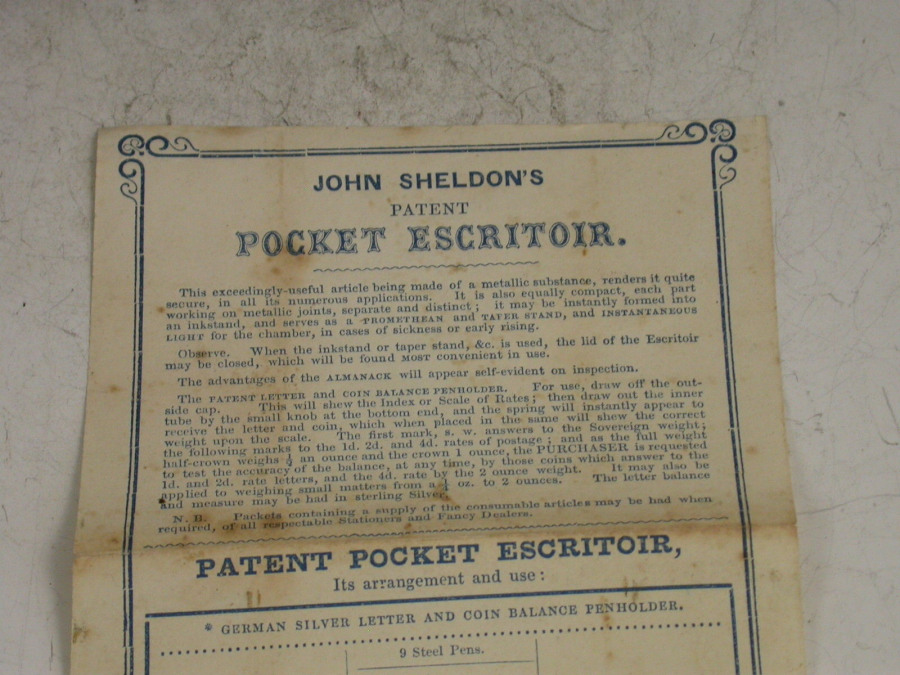 JOHN SHELDON'S
PATENT
POCKET ESCRITOIR.
This exceedingly-useful article being made of a metallic substance, renders it quite
secure, in all its numerous applications. It is also equally compact, each part
working on metallic joints, separate and distinct; it may be instantly formed into
an inkstand, and serves as a PROMETHEAN and TAPER STAND, and INSTANTANEOUS
LIGHT for the chamber, in cases of sickness or early rising.
Observe. When the inkstand or taper stand, &c. is used, the lid of the Escritoir
may be closed, which will be found MOST convenient in use.
The advantages of the ALMANACK will appear self-evident on inspection.
The PATENT LETTER and COIN BALANCE PENHOLDER. For use, draw off the out-
side cap. This will shew the Index or Scale of Rates; then draw out the inner
tube by the small knob at the bottom end, and the spring will instantly appear to
receive the letter and coin, which when placed in the same will shew the correct
weight upon the scale. The first mark, s. w. answers to the Sovereign weight;
the following marks to the 1d. 2d. and 4d. rates of postage; and as the full weight
half-crown weighs ½ an ounce and the crown 1 ounce, the PURCHASER is requested
to test the accuracy of the balance, at any time, by those coins which answer to the
1d. and 2d. rate letters, and the 4d. rate by the 2 ounce weight. It may also be
applied to weighing small matters from a ¼ oz. to 2 ounces. The letter balance
and measure may be had in sterling Silver.
N. B. Packets containing a supply of the consumable articles may be had when
required, of all respectable Stationers and Fancy Dealers.
PATENT POCKET ESCRITOIR,
Its arrangement and use:
* GERMAN SILVER LETTER AND COIN BALANCE PENHOLDER.
9 Steel Pens.